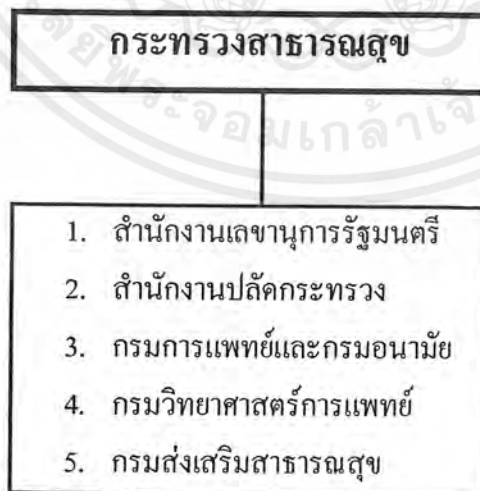 กระทรวงสาธารณสุข
1. สำนักงานเลขานุการรัฐมนตรี
2. สำนักงานปลัดกระทรวง
3. กรมการแพทย์และกรมอนามัย
4. กรมวิทยาศาสตร์การแพทย์
5. กรมส่งเสริมสาธารณสุข